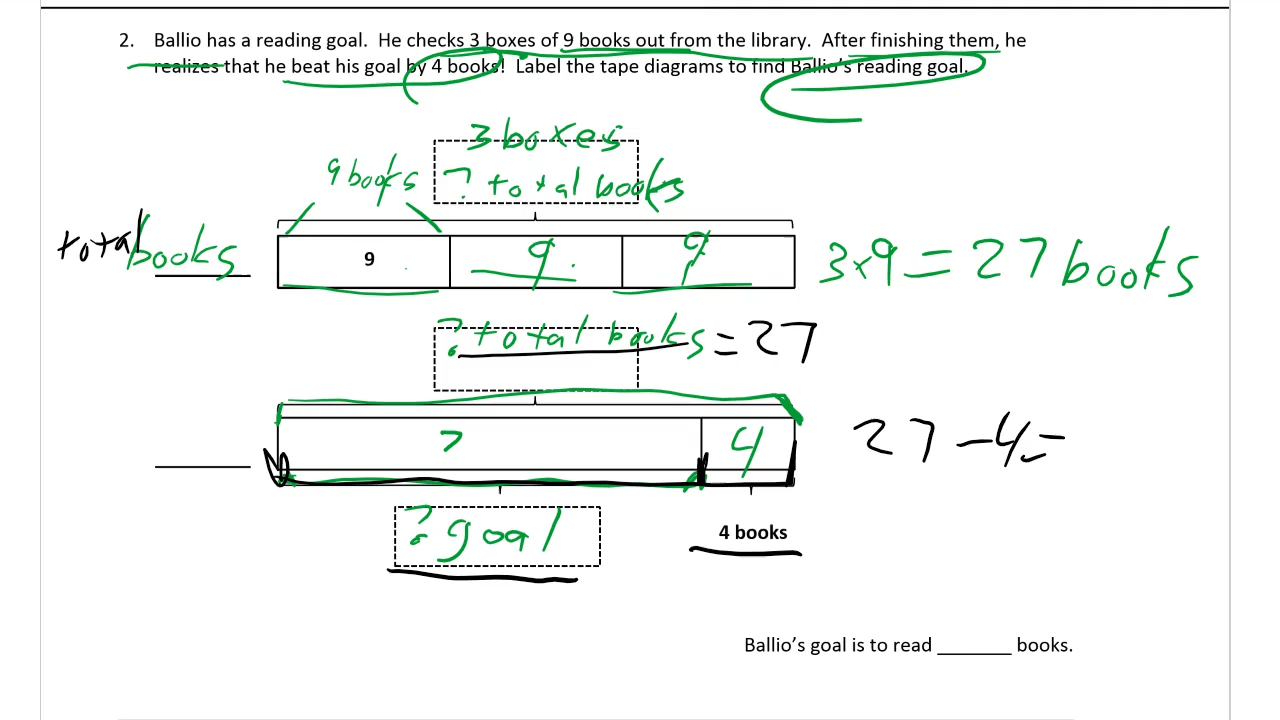 2. Ballio has a reading goal. He checks 3 boxes of 9 books out from the library. After finishing them, he
realizes that he beat his goal by 4 books! Label the tape diagrams to find Ballio's reading goal.
3 boxes
9 books ? total books
total books 9 9 9 3x9 = 27 books
? total books = 27
? 4 27 - 4 =
? goal 4 books
Ballio's goal is to read _______ books.